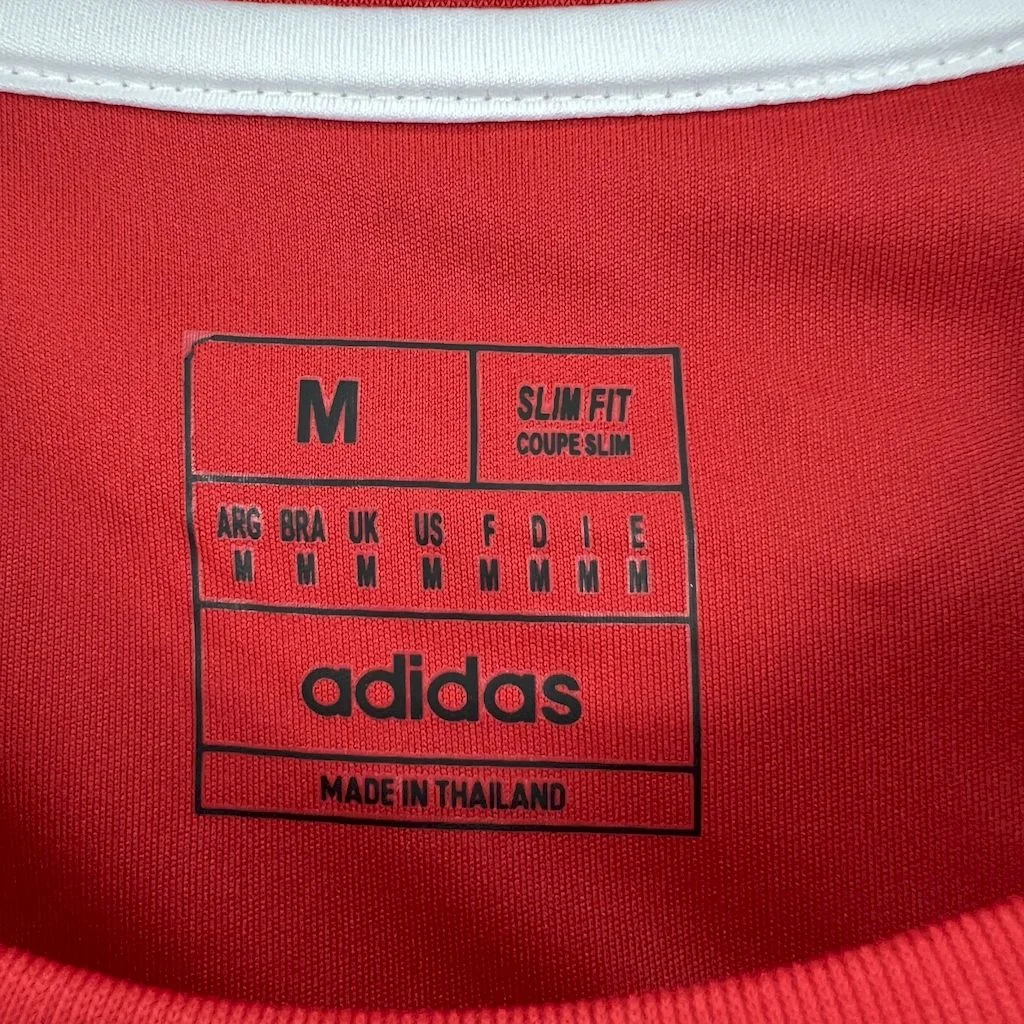 M
SLIM FIT
COUPE SLIM
ARG BRA UK US F D I E
M M M M M M M M
adidas
MADE IN THAILAND